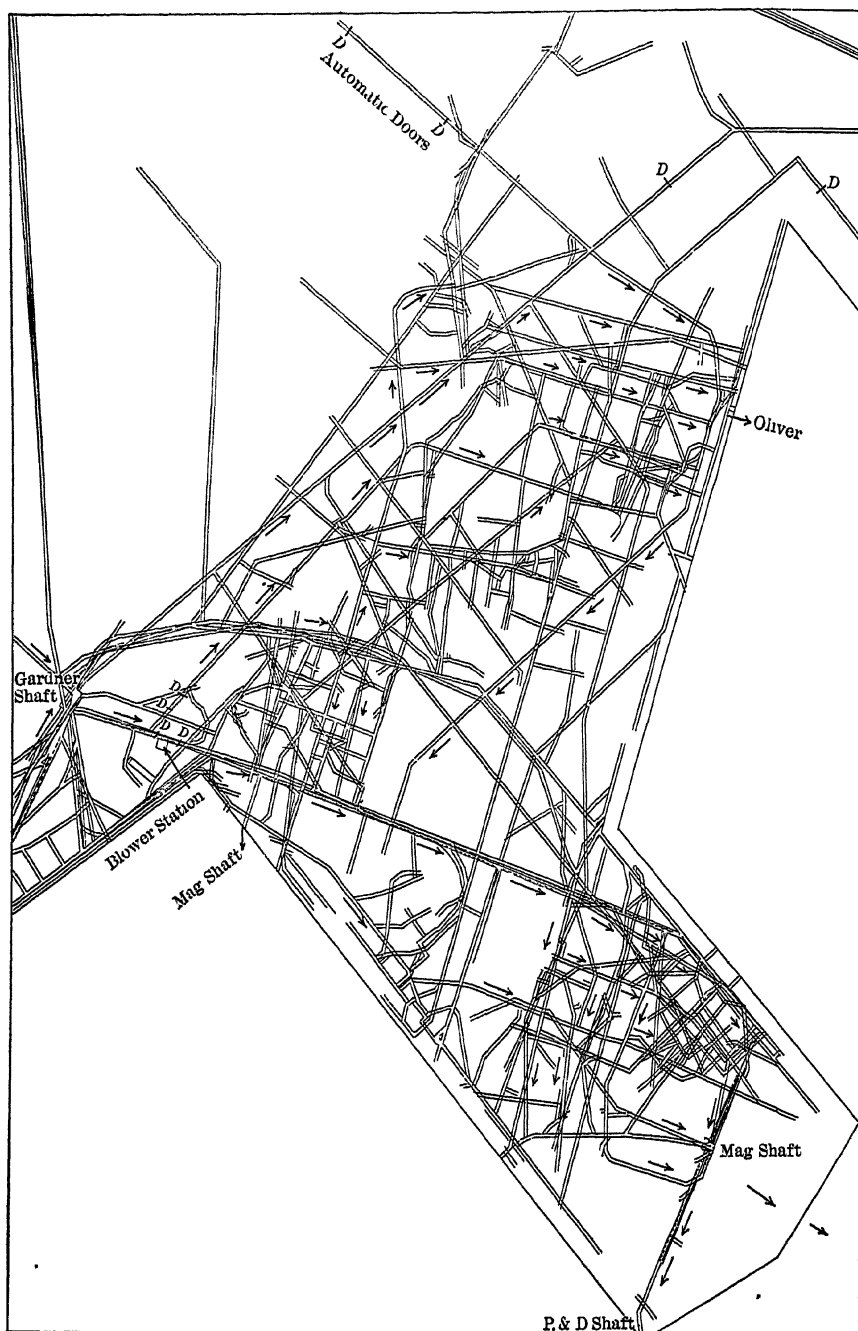 D
Automatic Doors
D
D
D
Oliver
Gardner
Shaft
D
D
D D
Blower Station
Mag Shaft
Mag Shaft
P. & D Shaft